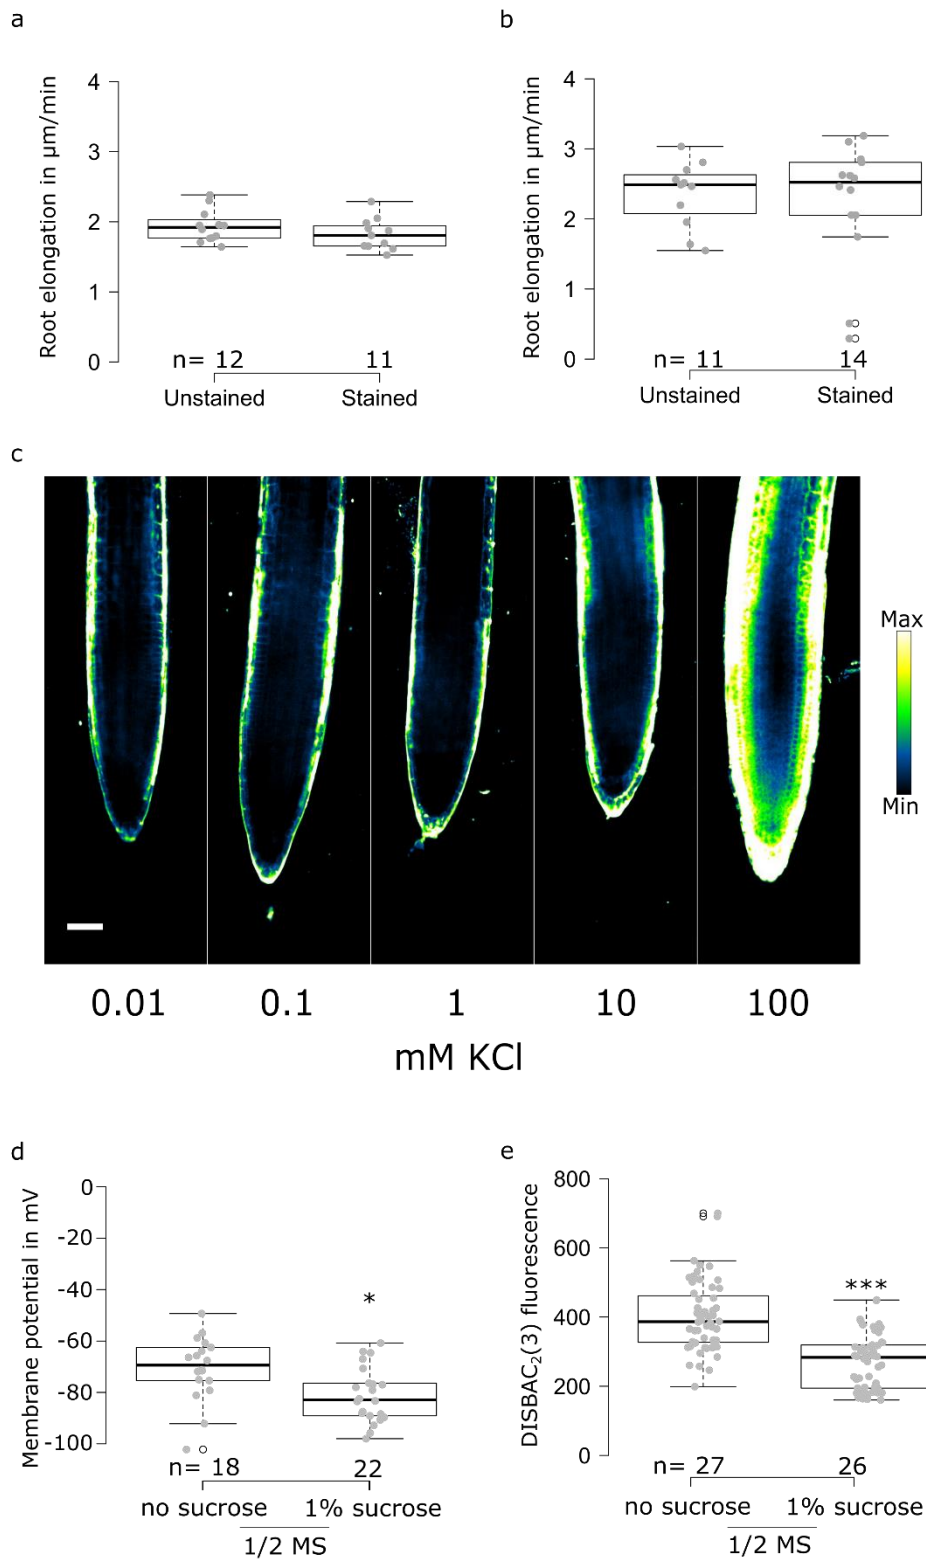 a
Root elongation in µm/min
4
3
2
1
0
n= 12 11
Unstained Stained
b
Root elongation in µm/min
4
3
2
1
0
n= 11 14
Unstained Stained
c
Max
Min
0.01 0.1 1 10 100
mM KCl
d
Membrane potential in mV
0
-20
-40
-60
-80
-100
*
n= 18 22
no sucrose 1% sucrose
1/2 MS
e
DISBAC2(3) fluorescence
800
600
400
200
0
***
n= 27 26
no sucrose 1% sucrose
1/2 MS